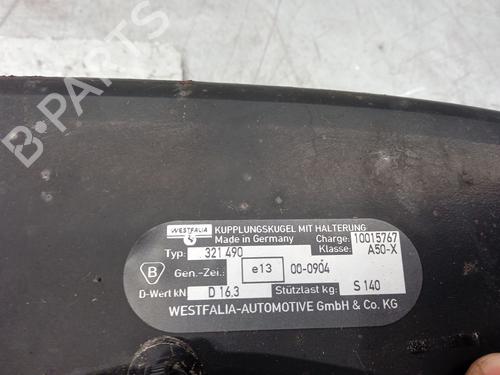 B-PARTS
WESTFALIA KUPPLUNGSKUGEL MIT HALTERUNG
Made in Germany Charge: 10015767
Typ: 321 490 Klasse: A50-X
B Gen.-Zei.: e13 00-0904
D-Wert kN D 16.3 Stützlast kg: S 140
WESTFALIA-AUTOMOTIVE GmbH & Co. KG